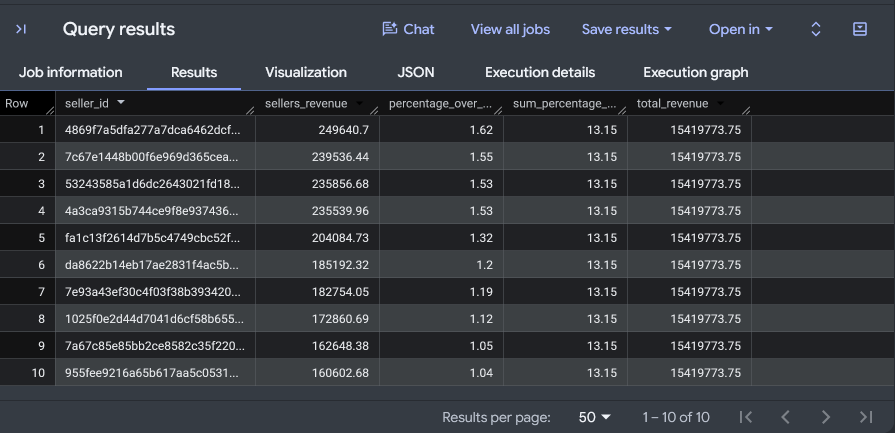 Query results Chat View all jobs Save results Open in
Job information Results Visualization JSON Execution details Execution graph
Row seller_id sellers_revenue percentage_over_... sum_percentage_... total_revenue
1 4869f7a5dfa277a7dca6462dcf... 249640.7 1.62 13.15 15419773.75
2 7c67e1448b00f6e969d365cea... 239536.44 1.55 13.15 15419773.75
3 53243585a1d6dc2643021fd18... 235856.68 1.53 13.15 15419773.75
4 4a3ca9315b744ce9f8e937436... 235539.96 1.53 13.15 15419773.75
5 fa1c13f2614d7b5c4749cbc52f... 204084.73 1.32 13.15 15419773.75
6 da8622b14eb17ae2831f4ac5b... 185192.32 1.2 13.15 15419773.75
7 7e93a43ef30c4f03f38b393420... 182754.05 1.19 13.15 15419773.75
8 1025f0e2d44d7041d6cf58b655... 172860.69 1.12 13.15 15419773.75
9 7a67c85e85bb2ce8582c35f220... 162648.38 1.05 13.15 15419773.75
10 955fee9216a65b617aa5c0531... 160602.68 1.04 13.15 15419773.75
Results per page: 50 1 – 10 of 10